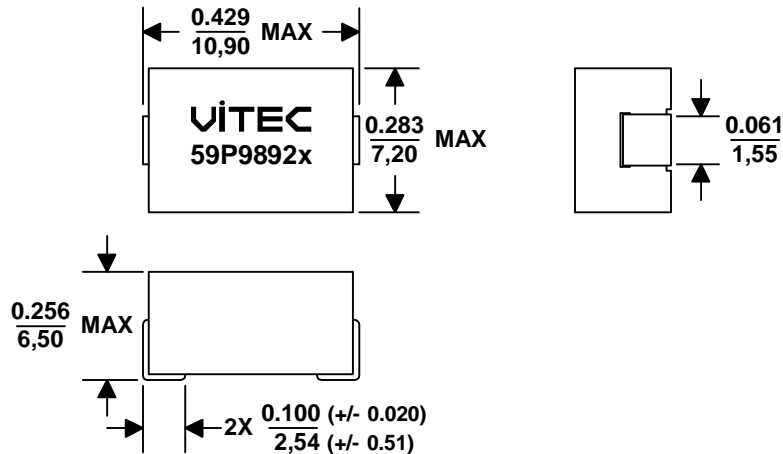 0.429
10,90 MAX
ViTEC
59P9892x
0.283
7,20 MAX
0.061
1,55
0.256
6,50 MAX
2X 0.100 (+/- 0.020)
2,54 (+/- 0.51)